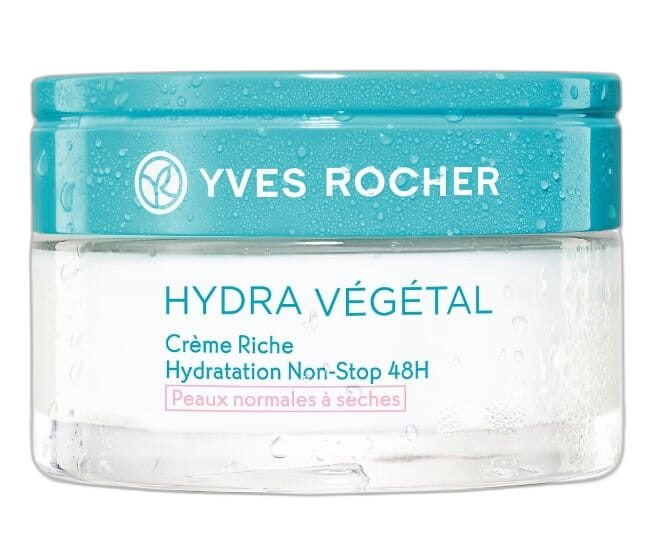 YVES ROCHER
HYDRA VÉGÉTAL
Crème Riche
Hydratation Non-Stop 48H
Peaux normales à sèches